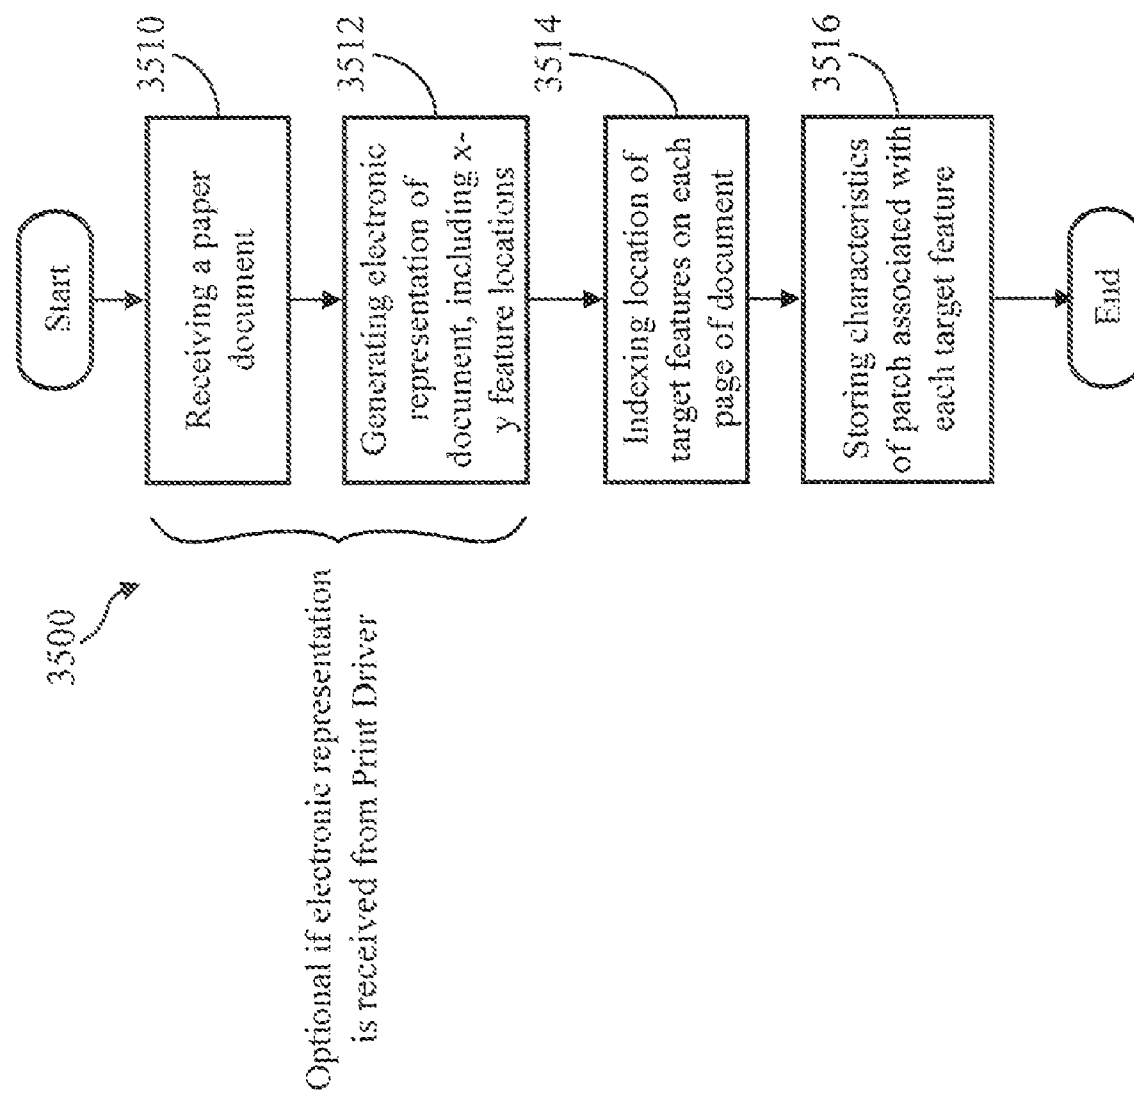 3500
Start
Receiving a paper
document
3510
Generating electronic
representation of
document, including x-
y feature locations
3512
Optional if electronic representation
is received from Print Driver
Indexing location of
target features on each
page of document
3514
Storing characteristics
of patch associated with
each target feature
3516
End